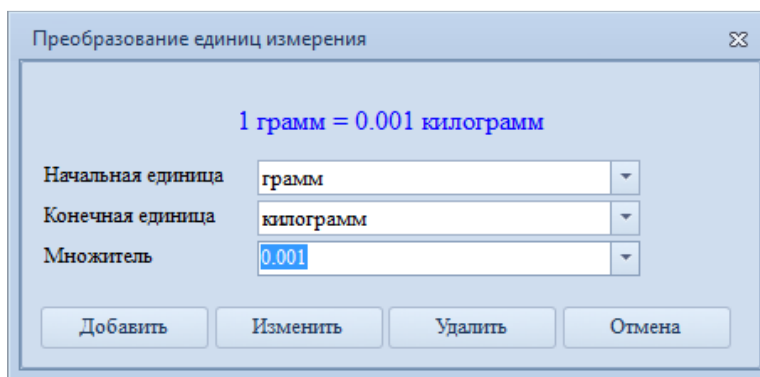 Преобразование единиц измерения
1 грамм = 0.001 килограмм
Начальная единица грамм
Конечная единица килограмм
Множитель 0.001
Добавить Изменить Удалить Отмена